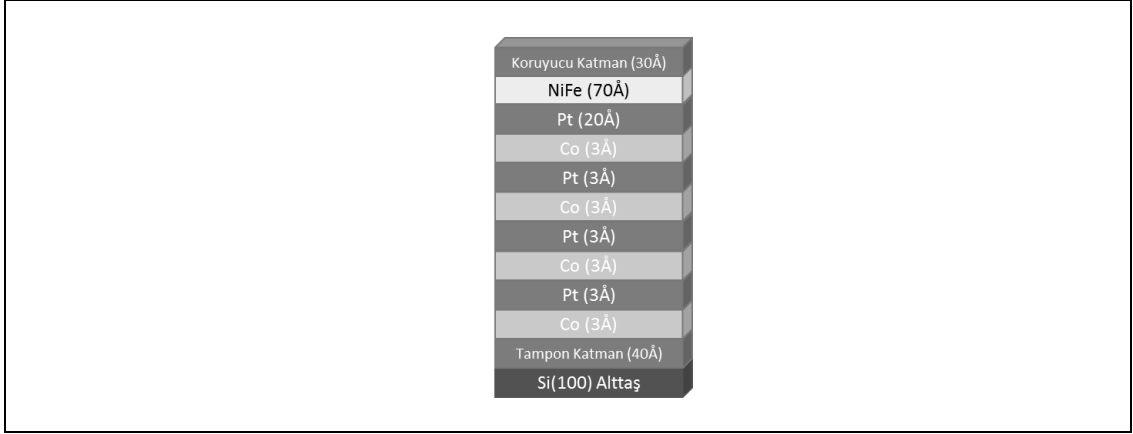 Koruyucu Katman (30Å)
NiFe (70Å)
Pt (20Å)
Co (3Å)
Pt (3Å)
Co (3Å)
Pt (3Å)
Co (3Å)
Pt (3Å)
Co (3Å)
Tampon Katman (40Å)
Si(100) Alttaş